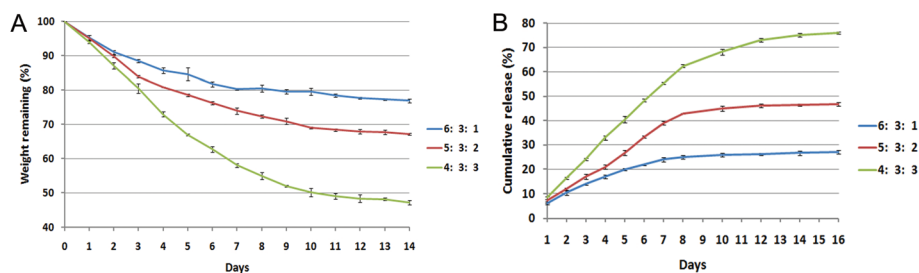 A
Weight remaining (%)
100
90
80
70
60
50
40
0 1 2 3 4 5 6 7 8 9 10 11 12 13 14
Days
6: 3: 1
5: 3: 2
4: 3: 3
B
Cumulative release (%)
80
70
60
50
40
30
20
10
0
1 2 3 4 5 6 7 8 9 10 11 12 13 14 15 16
Days
6: 3: 1
5: 3: 2
4: 3: 3